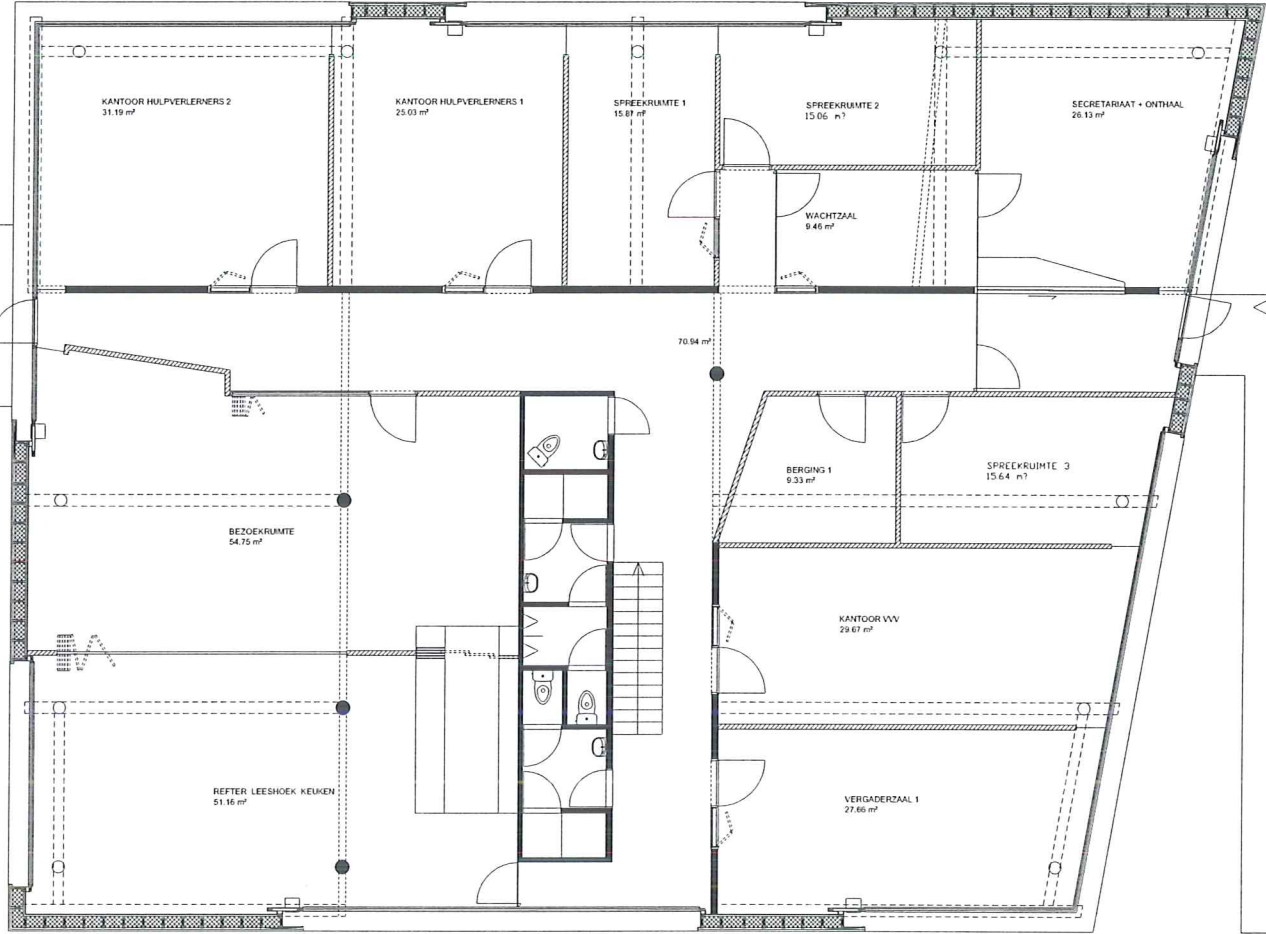 KANTOOR HULPVERLERNERS 2
31.19 m²
KANTOOR HULPVERLERNERS 1
25.03 m²
SPREEKRUIMTE 1
15.87 m²
SPREEKRUIMTE 2
15.06 m?
SECRETARIAAT + ONTHAAL
26.13 m²
WACHTZAAL
9.46 m²
70.94 m²
BERGING 1
9.33 m²
SPREEKRUIMTE 3
15.64 m?
BEZOEKRUIMTE
54.75 m²
KANTOOR VVV
29.67 m²
REFTER LEESHOEK KEUKEN
51.16 m²
VERGADERZAAL 1
27.66 m²